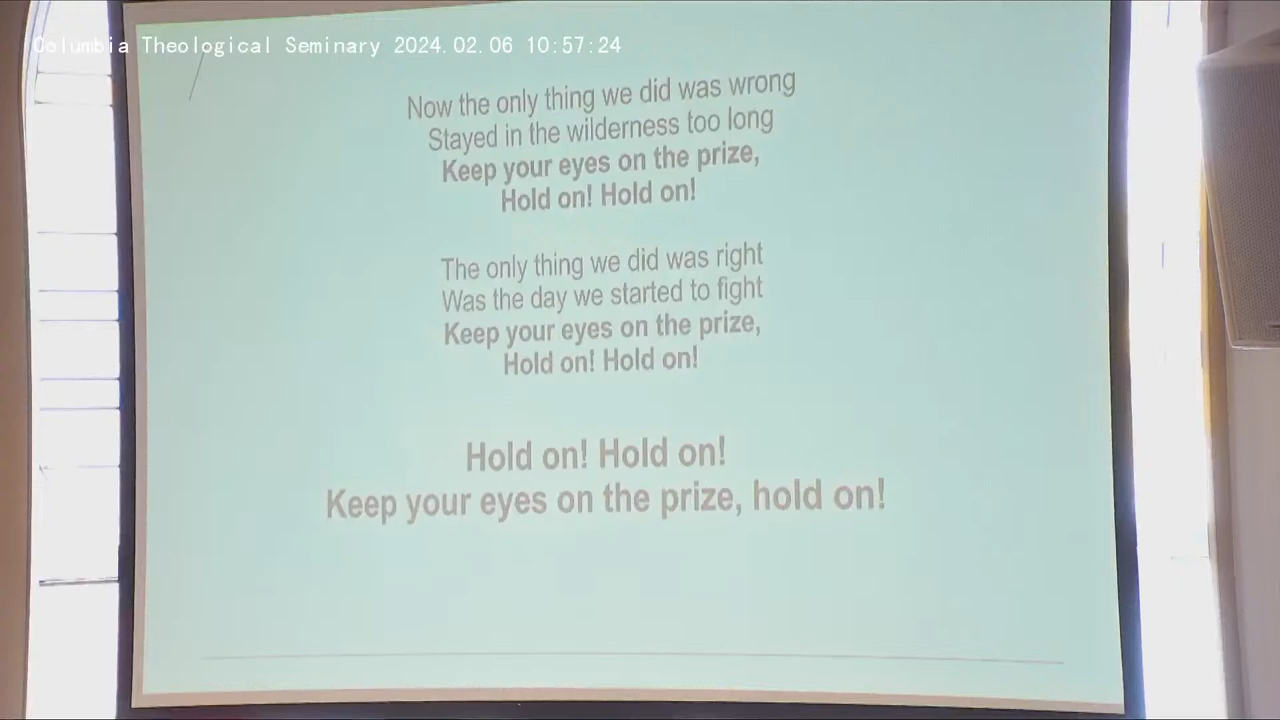 Columbia Theological Seminary 2024.02.06 10:57:24
Now the only thing we did was wrong
Stayed in the wilderness too long
Keep your eyes on the prize,
Hold on! Hold on!
The only thing we did was right
Was the day we started to fight
Keep your eyes on the prize,
Hold on! Hold on!
Hold on! Hold on!
Keep your eyes on the prize, hold on!